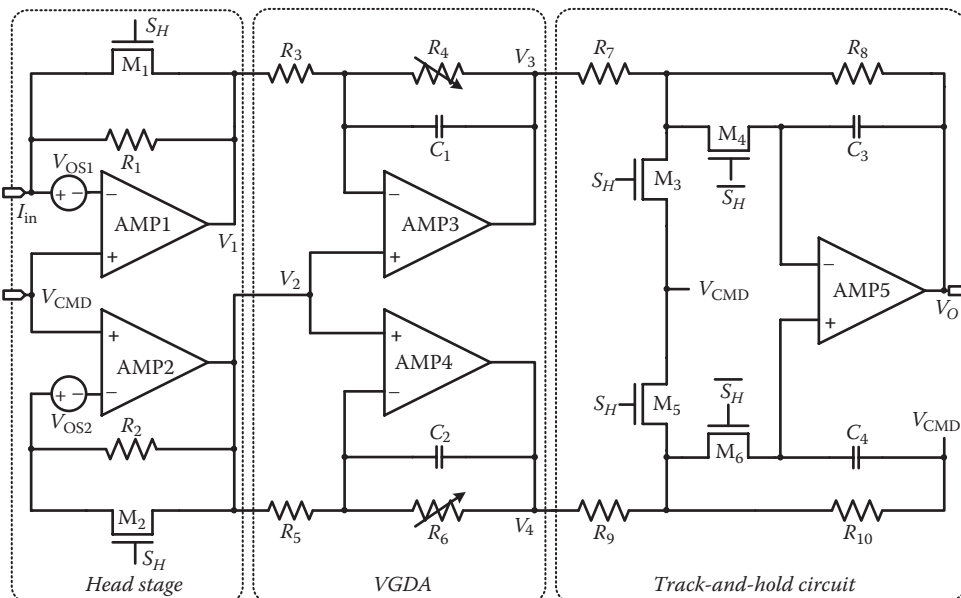 S_H
M_1
R_1
V_OS1
+ −
−
AMP1
+
I_in
V_1
V_CMD
+
AMP2
−
+ −
V_OS2
R_2
M_2
S_H
Head stage
R_3
R_4
V_3
C_1
−
AMP3
+
V_2
+
AMP4
−
C_2
R_5
R_6
V_4
VGDA
R_7
R_8
M_4
C_3
S_H
M_3
\overline{S_H}
V_CMD
−
AMP5
+
V_O
S_H
M_5
\overline{S_H}
M_6
C_4
V_CMD
R_9
R_10
Track-and-hold circuit